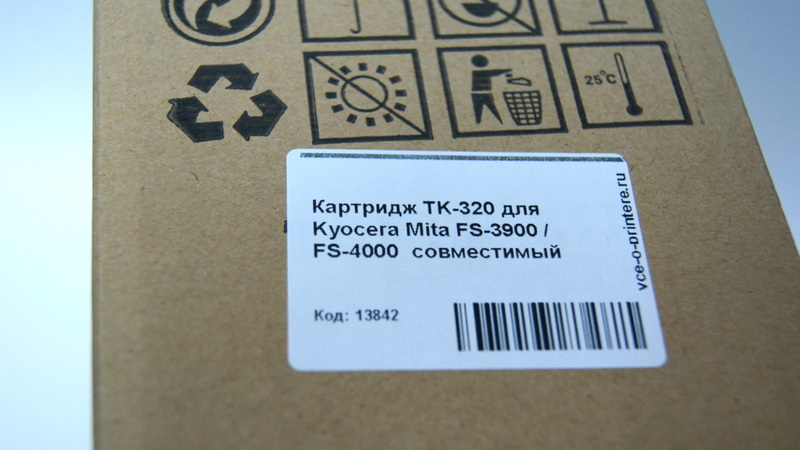 25°C
Картридж TK-320 для
Kyocera Mita FS-3900 /
FS-4000 совместимый
Код: 13842
vce-o-printere.ru